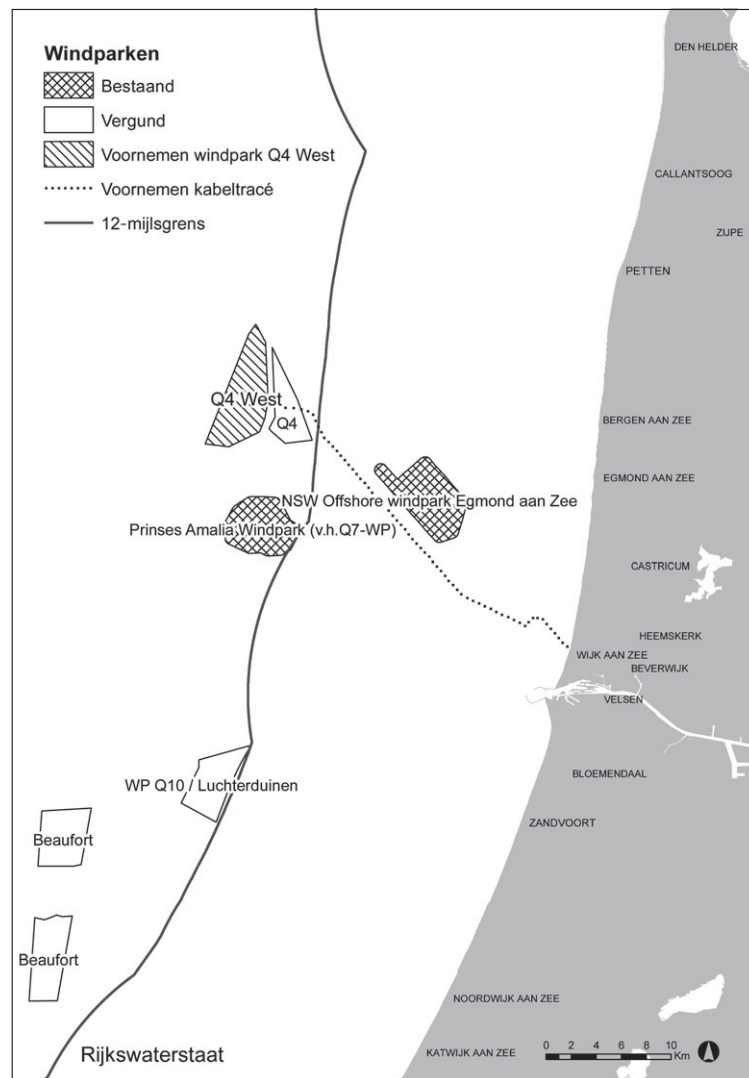 Windparken
Bestaand
Vergund
Voornemen windpark Q4 West
Voornemen kabeltracé
12-mijlsgrens
DEN HELDER
CALLANTSOOG
ZIJPE
PETTEN
Q4 West
Q4
BERGEN AAN ZEE
EGMOND AAN ZEE
NSW Offshore windpark Egmond aan Zee
Prinses Amalia Windpark (v.h.Q7-WP)
CASTRICUM
HEEMSKERK
WIJK AAN ZEE
BEVERWIJK
VELSEN
BLOEMENDAAL
WP Q10 / Luchterduinen
ZANDVOORT
Beaufort
Beaufort
NOORDWIJK AAN ZEE
KATWIJK AAN ZEE
Rijkswaterstaat
0 2 4 6 8 10
Km